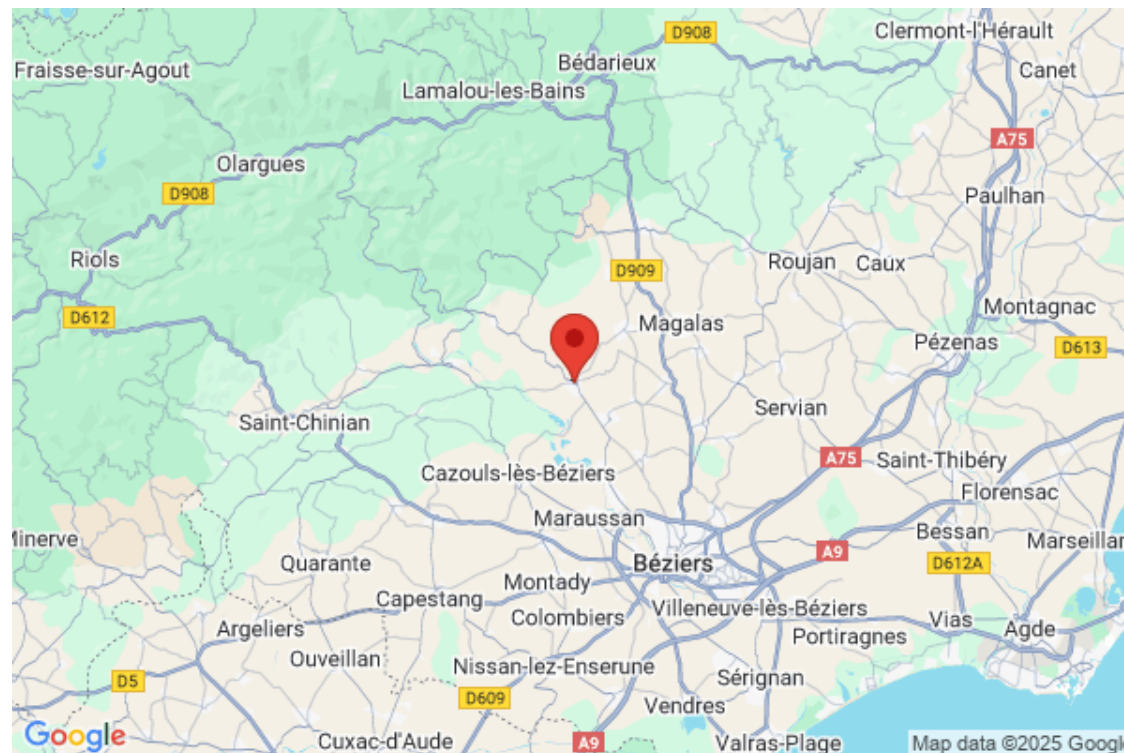 D908
Clermont-l'Hérault
Fraisse-sur-Agout
Bédarieux
Canet
Lamalou-les-Bains
A75
Olargues
D908
Paulhan
Riols
D909
Roujan
Caux
D612
Magalas
Montagnac
Pézenas
D613
Servian
Saint-Chinian
A75
Saint-Thibéry
Cazouls-lès-Béziers
Florensac
Maraussan
Bessan
Minerve
A9
Marseillan
Quarante
Béziers
D612A
Montady
Capestang
Colombiers
Villeneuve-lès-Béziers
Vias
Argeliers
Portiragnes
Agde
Ouveillan
Nissan-lez-Enserune
Sérignan
D5
D609
Vendres
Google
Cuxac-d'Aude
A9
Valras-Plage
Map data ©2025 Google